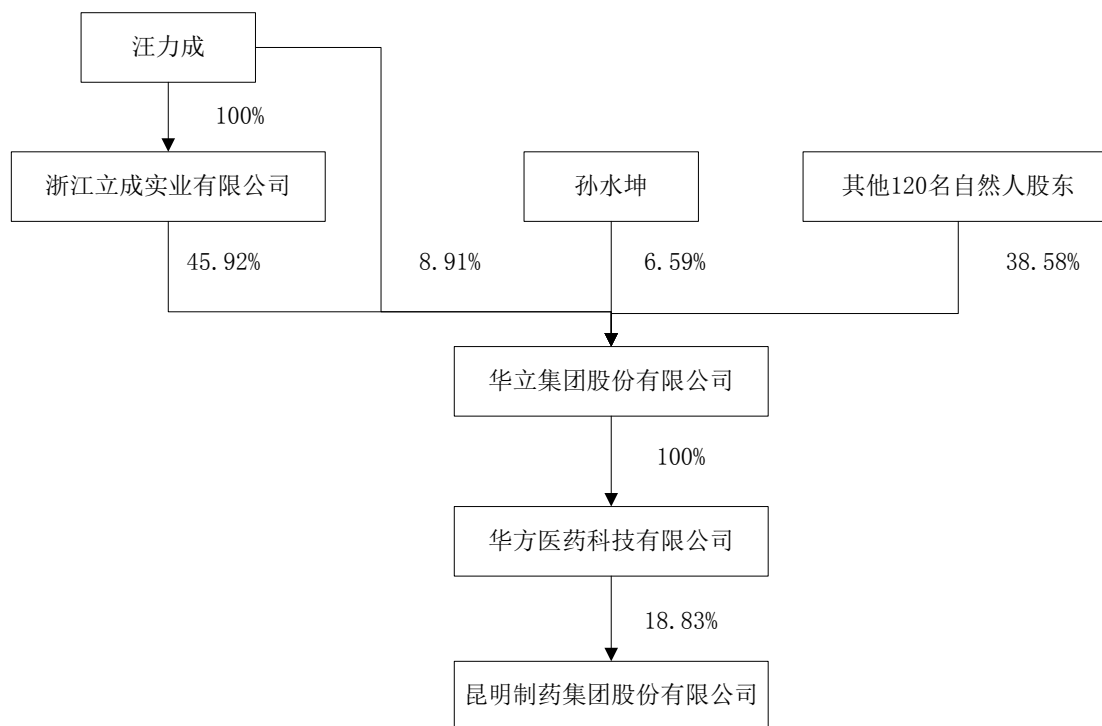 汪力成
100%
浙江立成实业有限公司
孙水坤
其他120名自然人股东
45.92%
8.91%
6.59%
38.58%
华立集团股份有限公司
100%
华方医药科技有限公司
18.83%
昆明制药集团股份有限公司